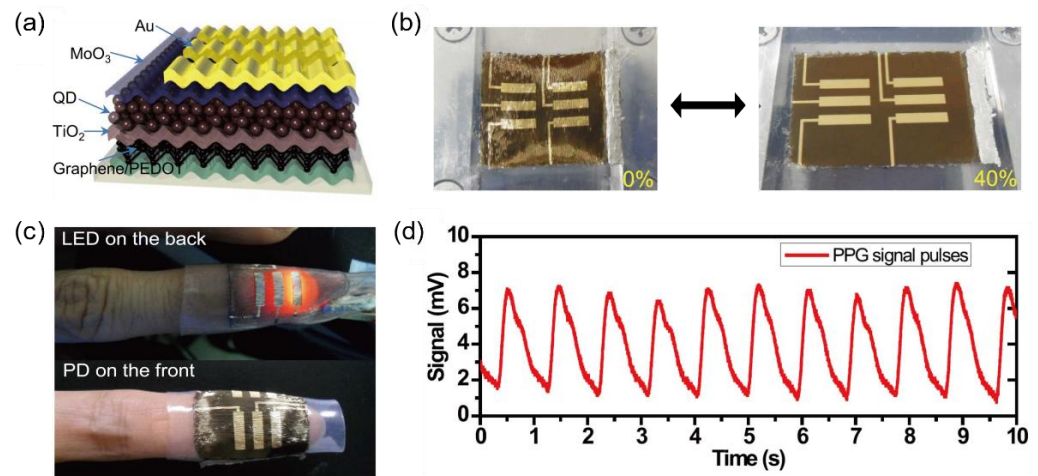 (a)
Au
MoO3
QD
TiO2
Graphene/PEDOT
(b)
0%
40%
(c)
LED on the back
PD on the front
(d)
PPG signal pulses
Signal (mV)
10
8
6
4
2
0
0 1 2 3 4 5 6 7 8 9 10
Time (s)